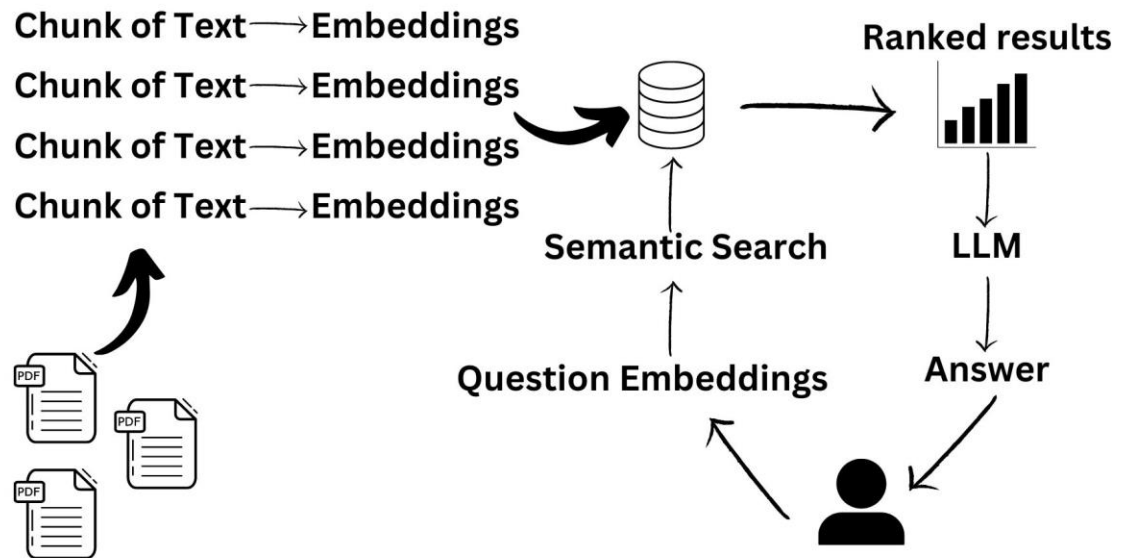 Chunk of Text Embeddings
Chunk of Text Embeddings
Chunk of Text Embeddings
Chunk of Text Embeddings
Ranked results
Semantic Search
LLM
Question Embeddings
Answer
PDF
PDF
PDF